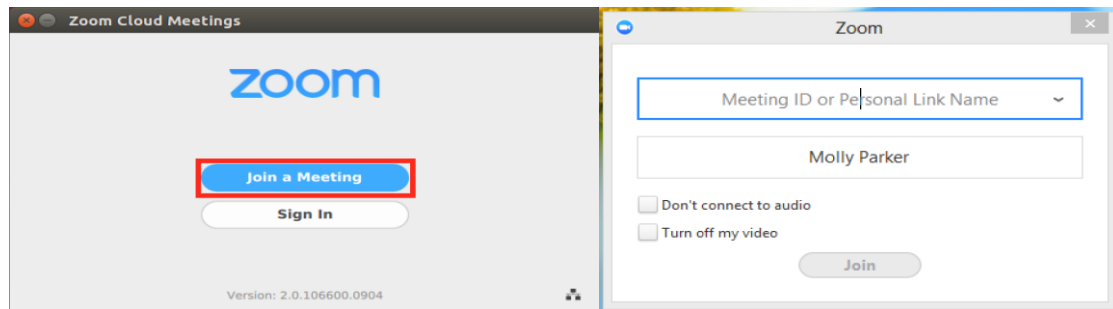 Zoom Cloud Meetings
zoom
Join a Meeting
Sign In
Version: 2.0.106600.0904
Zoom
Meeting ID or Personal Link Name
Molly Parker
Don't connect to audio
Turn off my video
Join